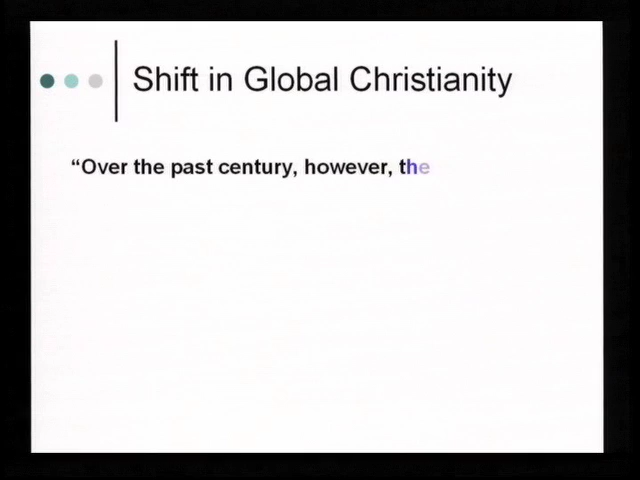 Shift in Global Christianity
“Over the past century, however, the